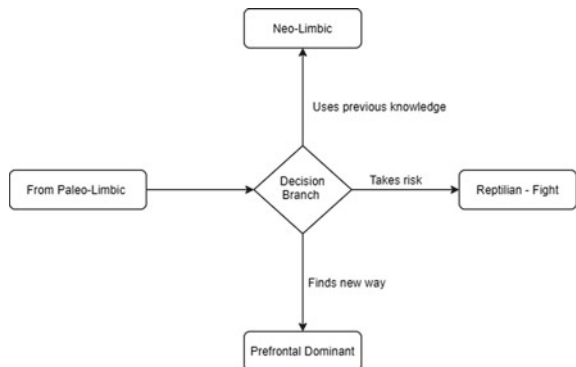 Neo-Limbic
Uses previous knowledge
From Paleo-Limbic
Decision
Branch
Takes risk
Reptilian - Fight
Finds new way
Prefrontal Dominant